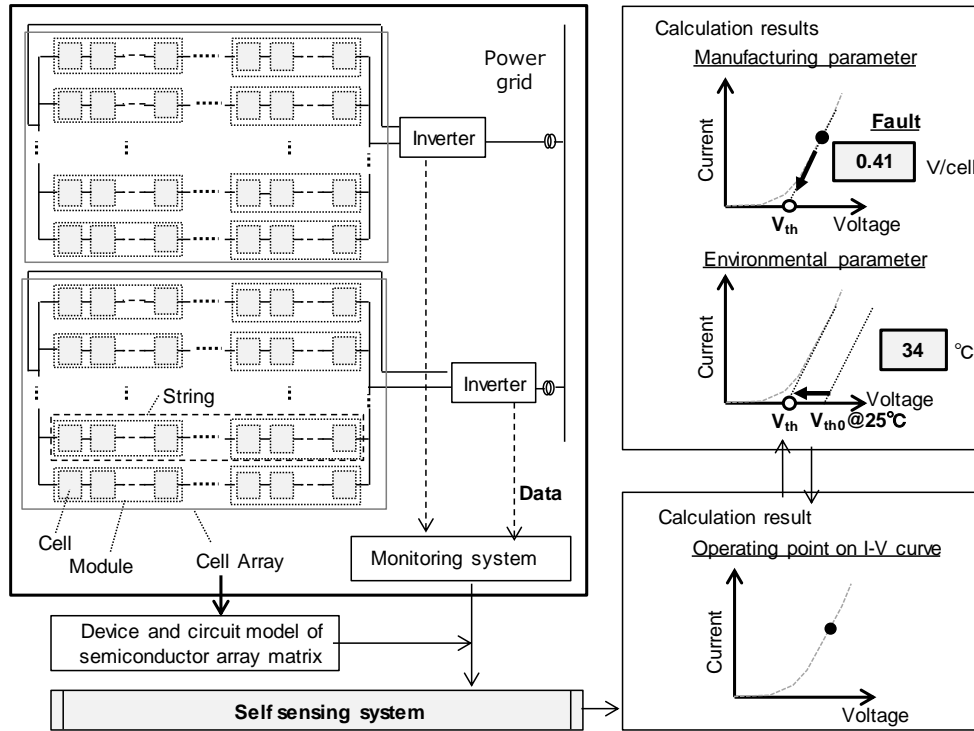 Power
grid
Inverter
Inverter
String
Data
Cell
Module
Cell Array
Monitoring system
Device and circuit model of
semiconductor array matrix
Self sensing system
Calculation results
Manufacturing parameter
Current
Fault
0.41
V/cell
Vth
Voltage
Environmental parameter
Current
34
℃
Voltage
Vth
Vth0 @25℃
Calculation result
Operating point on I-V curve
Current
Voltage